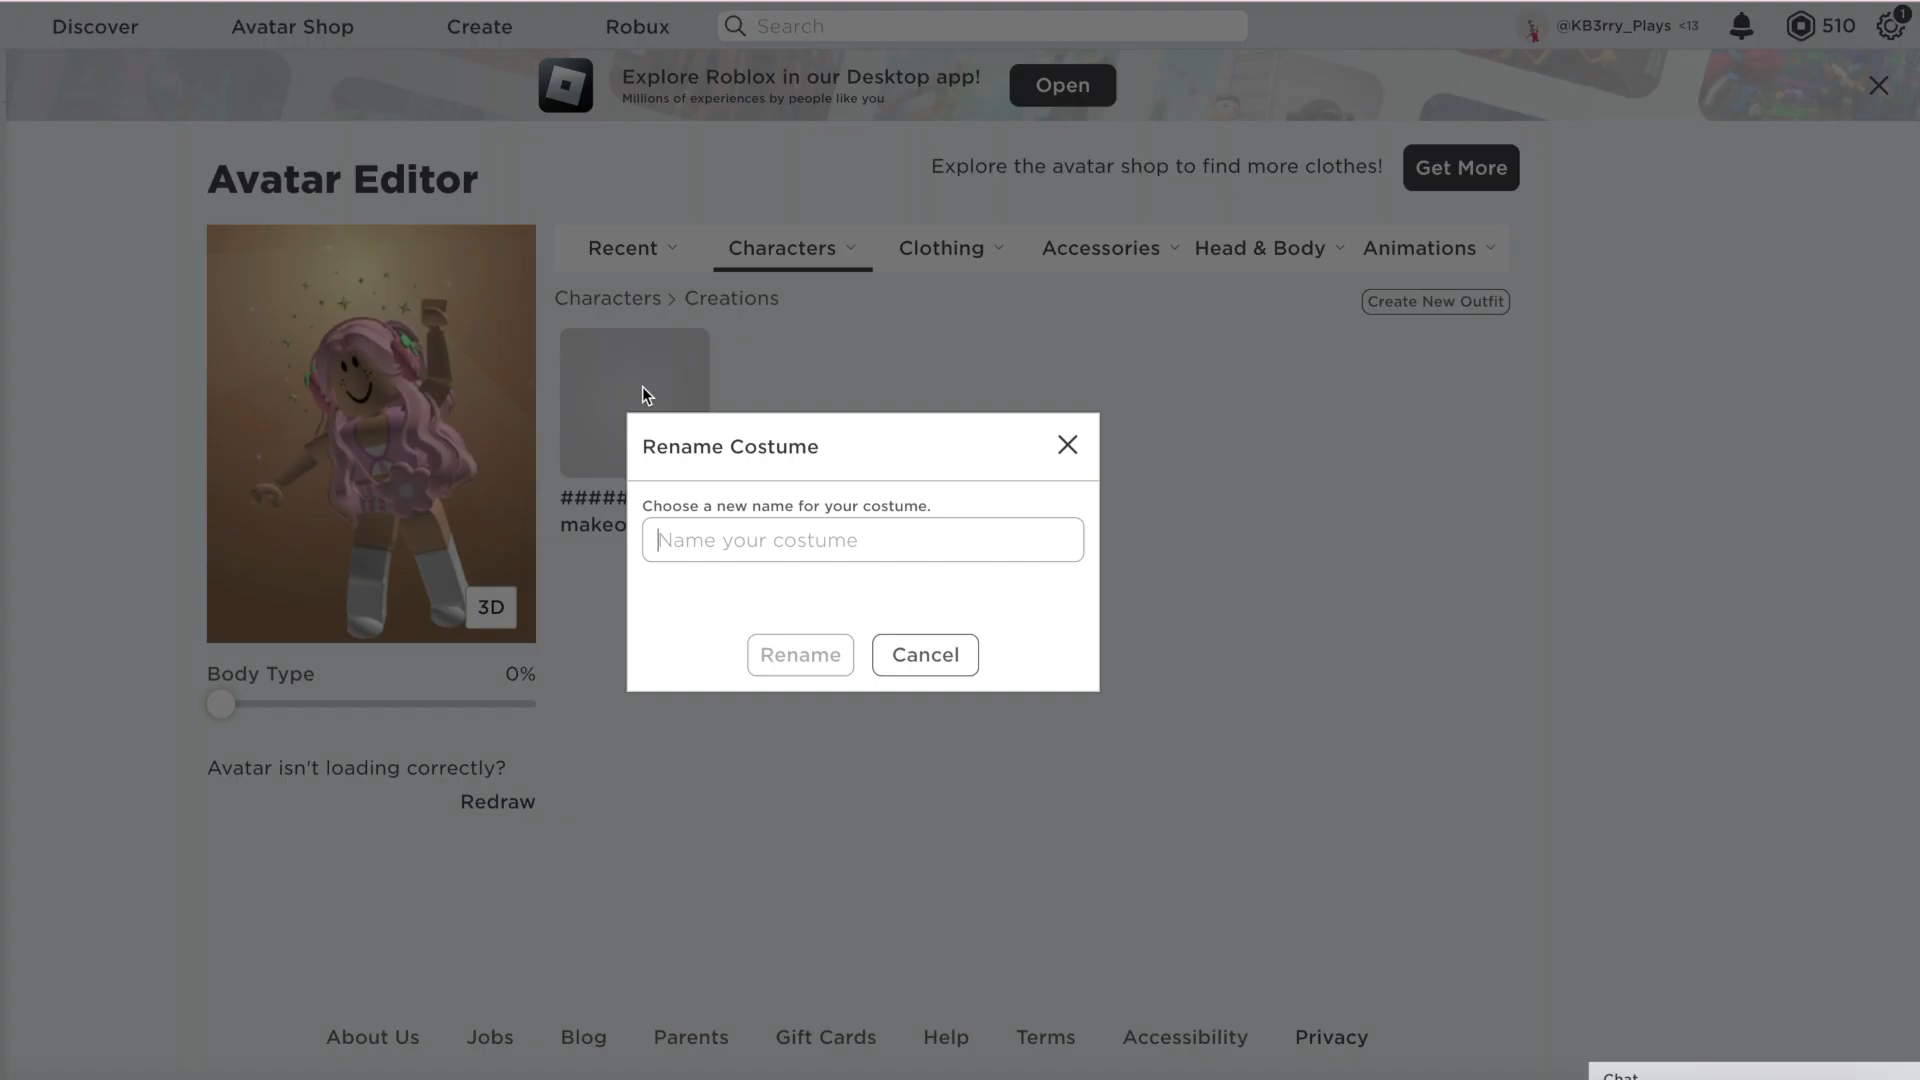 Discover Avatar Shop Create Robux Search @KB3rry_Plays <13 510 1
Explore Roblox in our Desktop app!
Millions of experiences by people like you
Open
Avatar Editor
Explore the avatar shop to find more clothes! Get More
Recent Characters Clothing Accessories Head & Body Animations
Characters > Creations
Create New Outfit
#####
makeo
Rename Costume
Choose a new name for your costume.
Name your costume
Rename Cancel
3D
Body Type 0%
Avatar isn't loading correctly?
Redraw
About Us Jobs Blog Parents Gift Cards Help Terms Accessibility Privacy
Chat